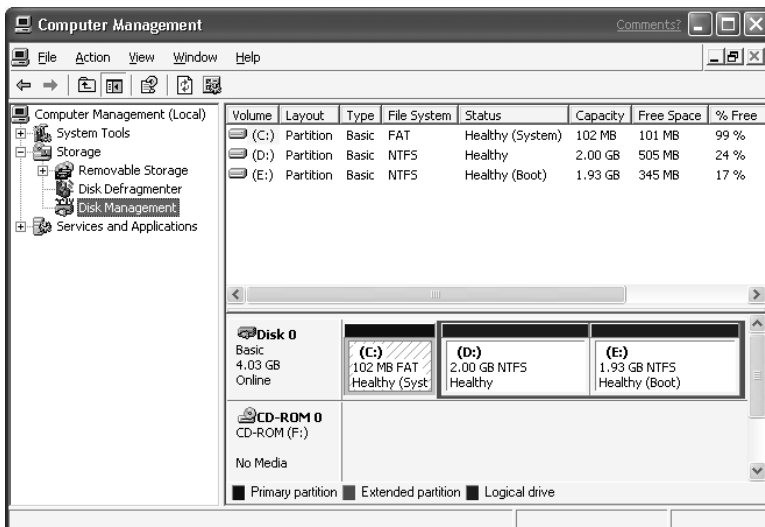 Computer Management
Comments?
File Action View Window Help
Computer Management (Local)
System Tools
Storage
Removable Storage
Disk Defragmenter
Disk Management
Services and Applications
Volume Layout Type File System Status Capacity Free Space % Free
(C:) Partition Basic FAT Healthy (System) 102 MB 101 MB 99 %
(D:) Partition Basic NTFS Healthy 2.00 GB 505 MB 24 %
(E:) Partition Basic NTFS Healthy (Boot) 1.93 GB 345 MB 17 %
Disk 0
Basic
4.03 GB
Online
(C:)
102 MB FAT
Healthy (Syst
(D:)
2.00 GB NTFS
Healthy
(E:)
1.93 GB NTFS
Healthy (Boot)
CD-ROM 0
CD-ROM (F:)
No Media
Primary partition Extended partition Logical drive